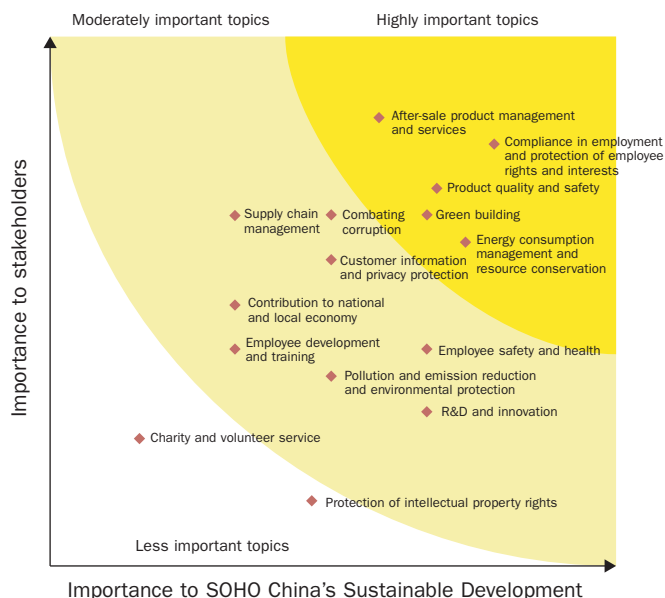 Moderately important topics
Highly important topics
After-sale product management
and services
Compliance in employment
and protection of employee
rights and interests
Product quality and safety
Supply chain
management
Combating
corruption
Green building
Energy consumption
management and
resource conservation
Customer information
and privacy protection
Contribution to national
and local economy
Employee development
and training
Employee safety and health
Pollution and emission reduction
and environmental protection
R&D and innovation
Charity and volunteer service
Protection of intellectual property rights
Less important topics
Importance to stakeholders
Importance to SOHO China's Sustainable Development